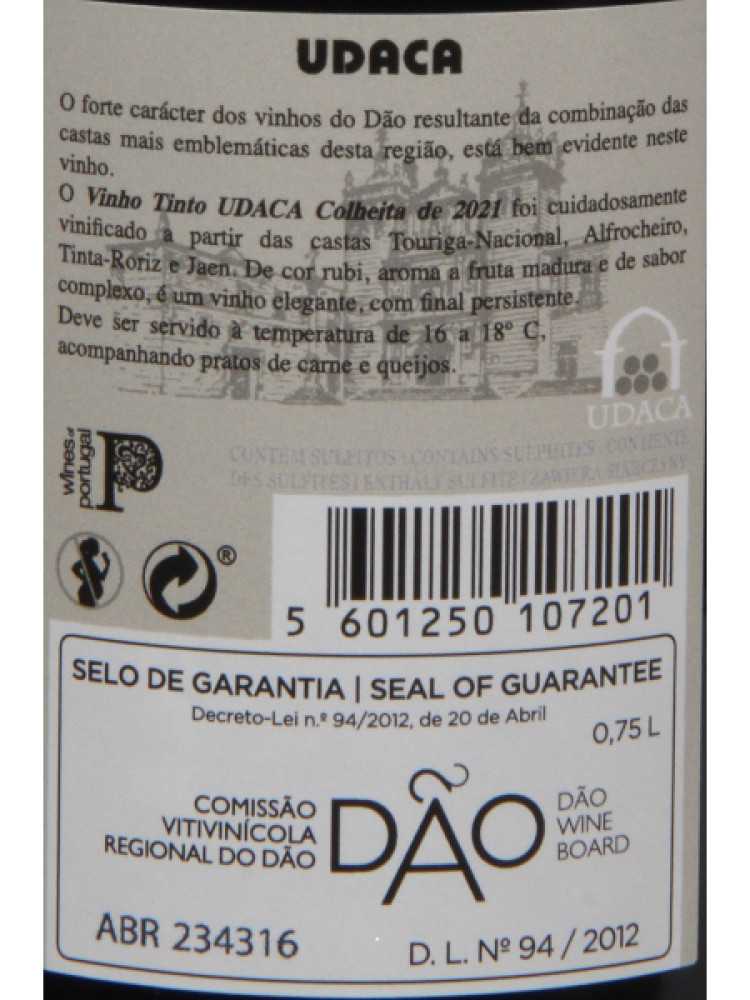 UDACA
O forte carácter dos vinhos do Dão resultante da combinação das
castas mais emblemáticas desta região, está bem evidente neste
vinho.
O Vinho Tinto UDACA Colheita de 2021 foi cuidadosamente
vinificado a partir das castas Touriga-Nacional, Alfrocheiro,
Tinta-Roriz e Jaen. De cor rubi, aroma a fruta madura e de sabor
complexo, é um vinho elegante, com final persistente.
Deve ser servido à temperatura de 16 a 18º C,
acompanhando pratos de carne e queijos.
UDACA
wines of
portugal
CONTÉM SULFITOS | CONTAINS SULPHITES | CONTIENT
DES SULFITES | ENTHÄLT SULFITE | ZAWIERA SIARCZYNY
®
5 601250 107201
SELO DE GARANTIA | SEAL OF GUARANTEE
Decreto-Lei n.º 94/2012, de 20 de Abril
0,75 L
COMISSÃO
VITIVINÍCOLA
REGIONAL DO DÃO
DÃO
DÃO
WINE
BOARD
ABR 234316
D. L. Nº 94 / 2012